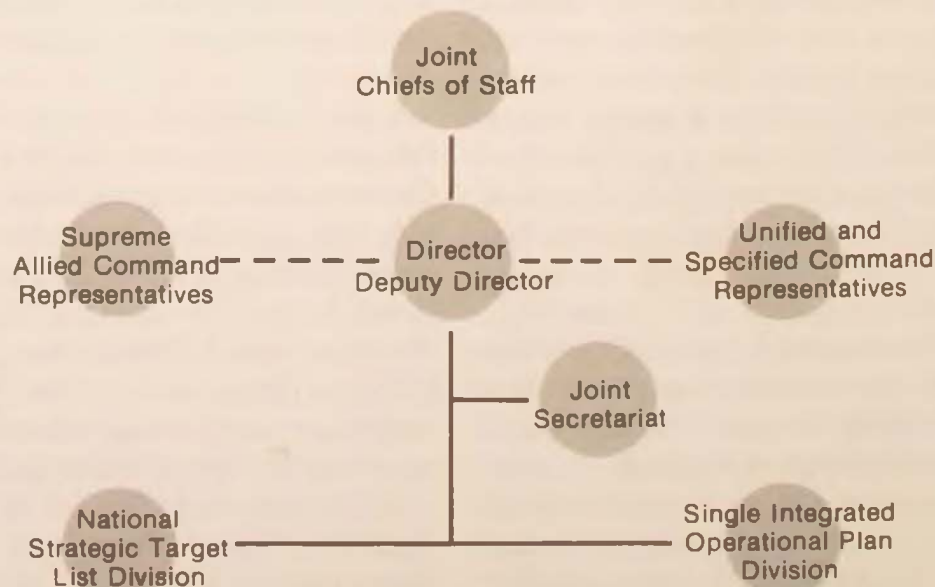 Joint
Chiefs of Staff
Supreme
Allied Command
Representatives
Director
Deputy Director
Unified and
Specified Command
Representatives
Joint
Secretariat
National
Strategic Target
List Division
Single Integrated
Operational Plan
Division